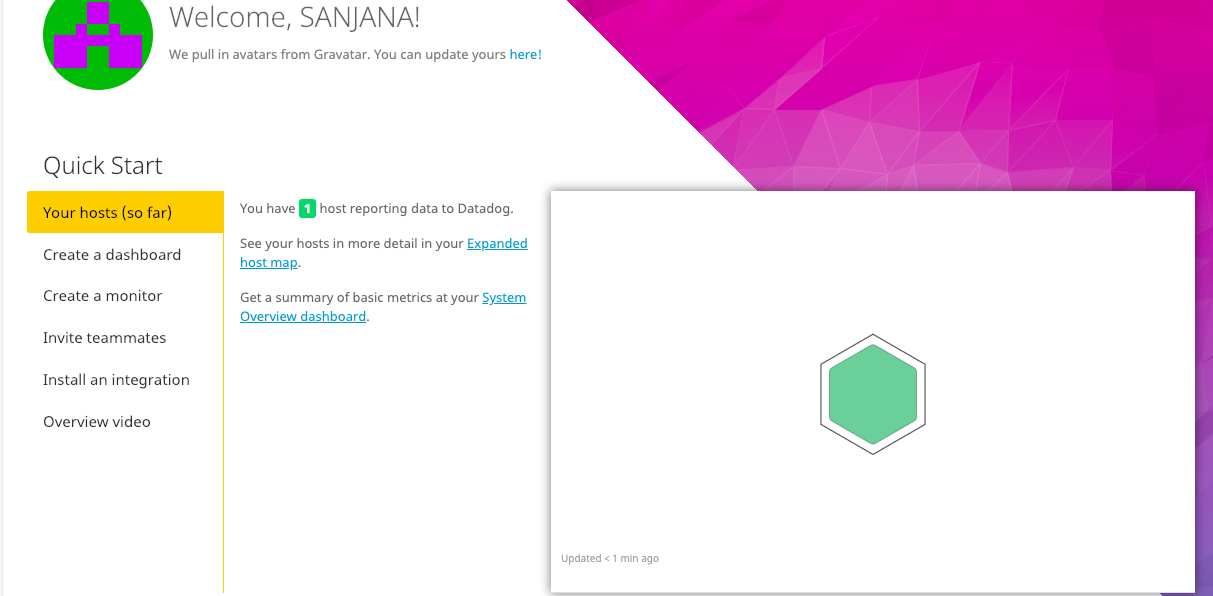 Welcome, SANJANA!
We pull in avatars from Gravatar. You can update yours here!
Quick Start
Your hosts (so far)
Create a dashboard
Create a monitor
Invite teammates
Install an integration
Overview video
You have 1 host reporting data to Datadog.
See your hosts in more detail in your Expanded
host map.
Get a summary of basic metrics at your System
Overview dashboard.
Updated < 1 min ago